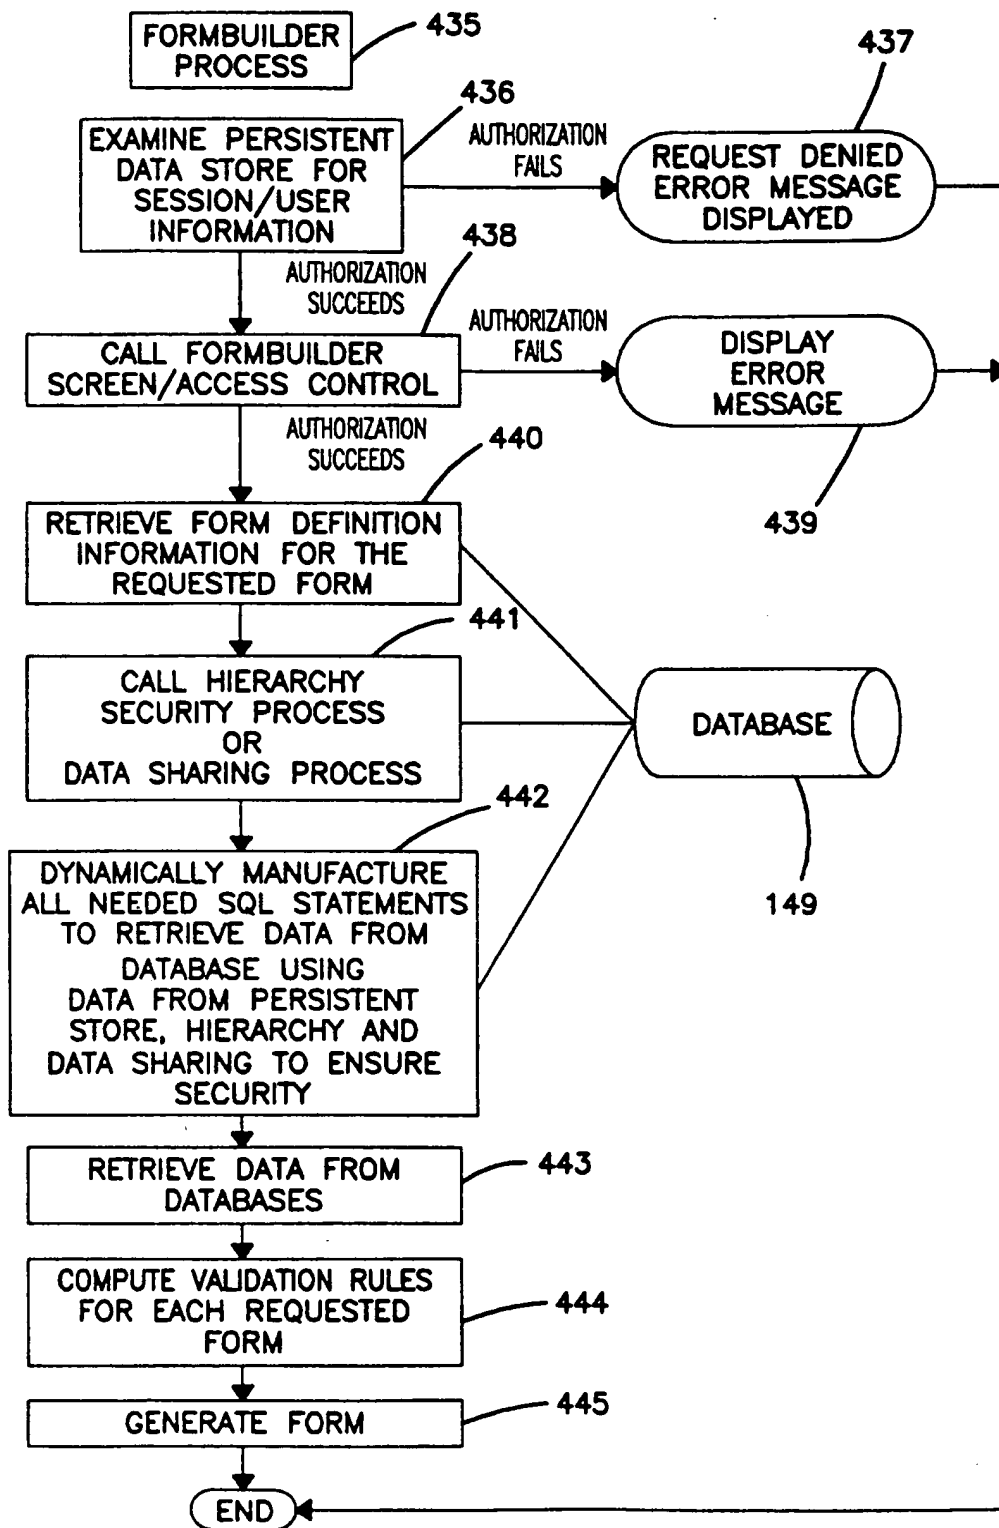 FORMBUILDER
PROCESS
435
436
437
EXAMINE PERSISTENT
DATA STORE FOR
SESSION/USER
INFORMATION
AUTHORIZATION
FAILS
REQUEST DENIED
ERROR MESSAGE
DISPLAYED
438
AUTHORIZATION
SUCCEEDS
CALL FORMBUILDER
SCREEN/ACCESS CONTROL
AUTHORIZATION
FAILS
DISPLAY
ERROR
MESSAGE
439
AUTHORIZATION
SUCCEEDS
440
RETRIEVE FORM DEFINITION
INFORMATION FOR THE
REQUESTED FORM
441
CALL HIERARCHY
SECURITY PROCESS
OR
DATA SHARING PROCESS
DATABASE
149
442
DYNAMICALLY MANUFACTURE
ALL NEEDED SQL STATEMENTS
TO RETRIEVE DATA FROM
DATABASE USING
DATA FROM PERSISTENT
STORE, HIERARCHY AND
DATA SHARING TO ENSURE
SECURITY
RETRIEVE DATA FROM
DATABASES
443
COMPUTE VALIDATION RULES
FOR EACH REQUESTED
FORM
444
GENERATE FORM
445
END